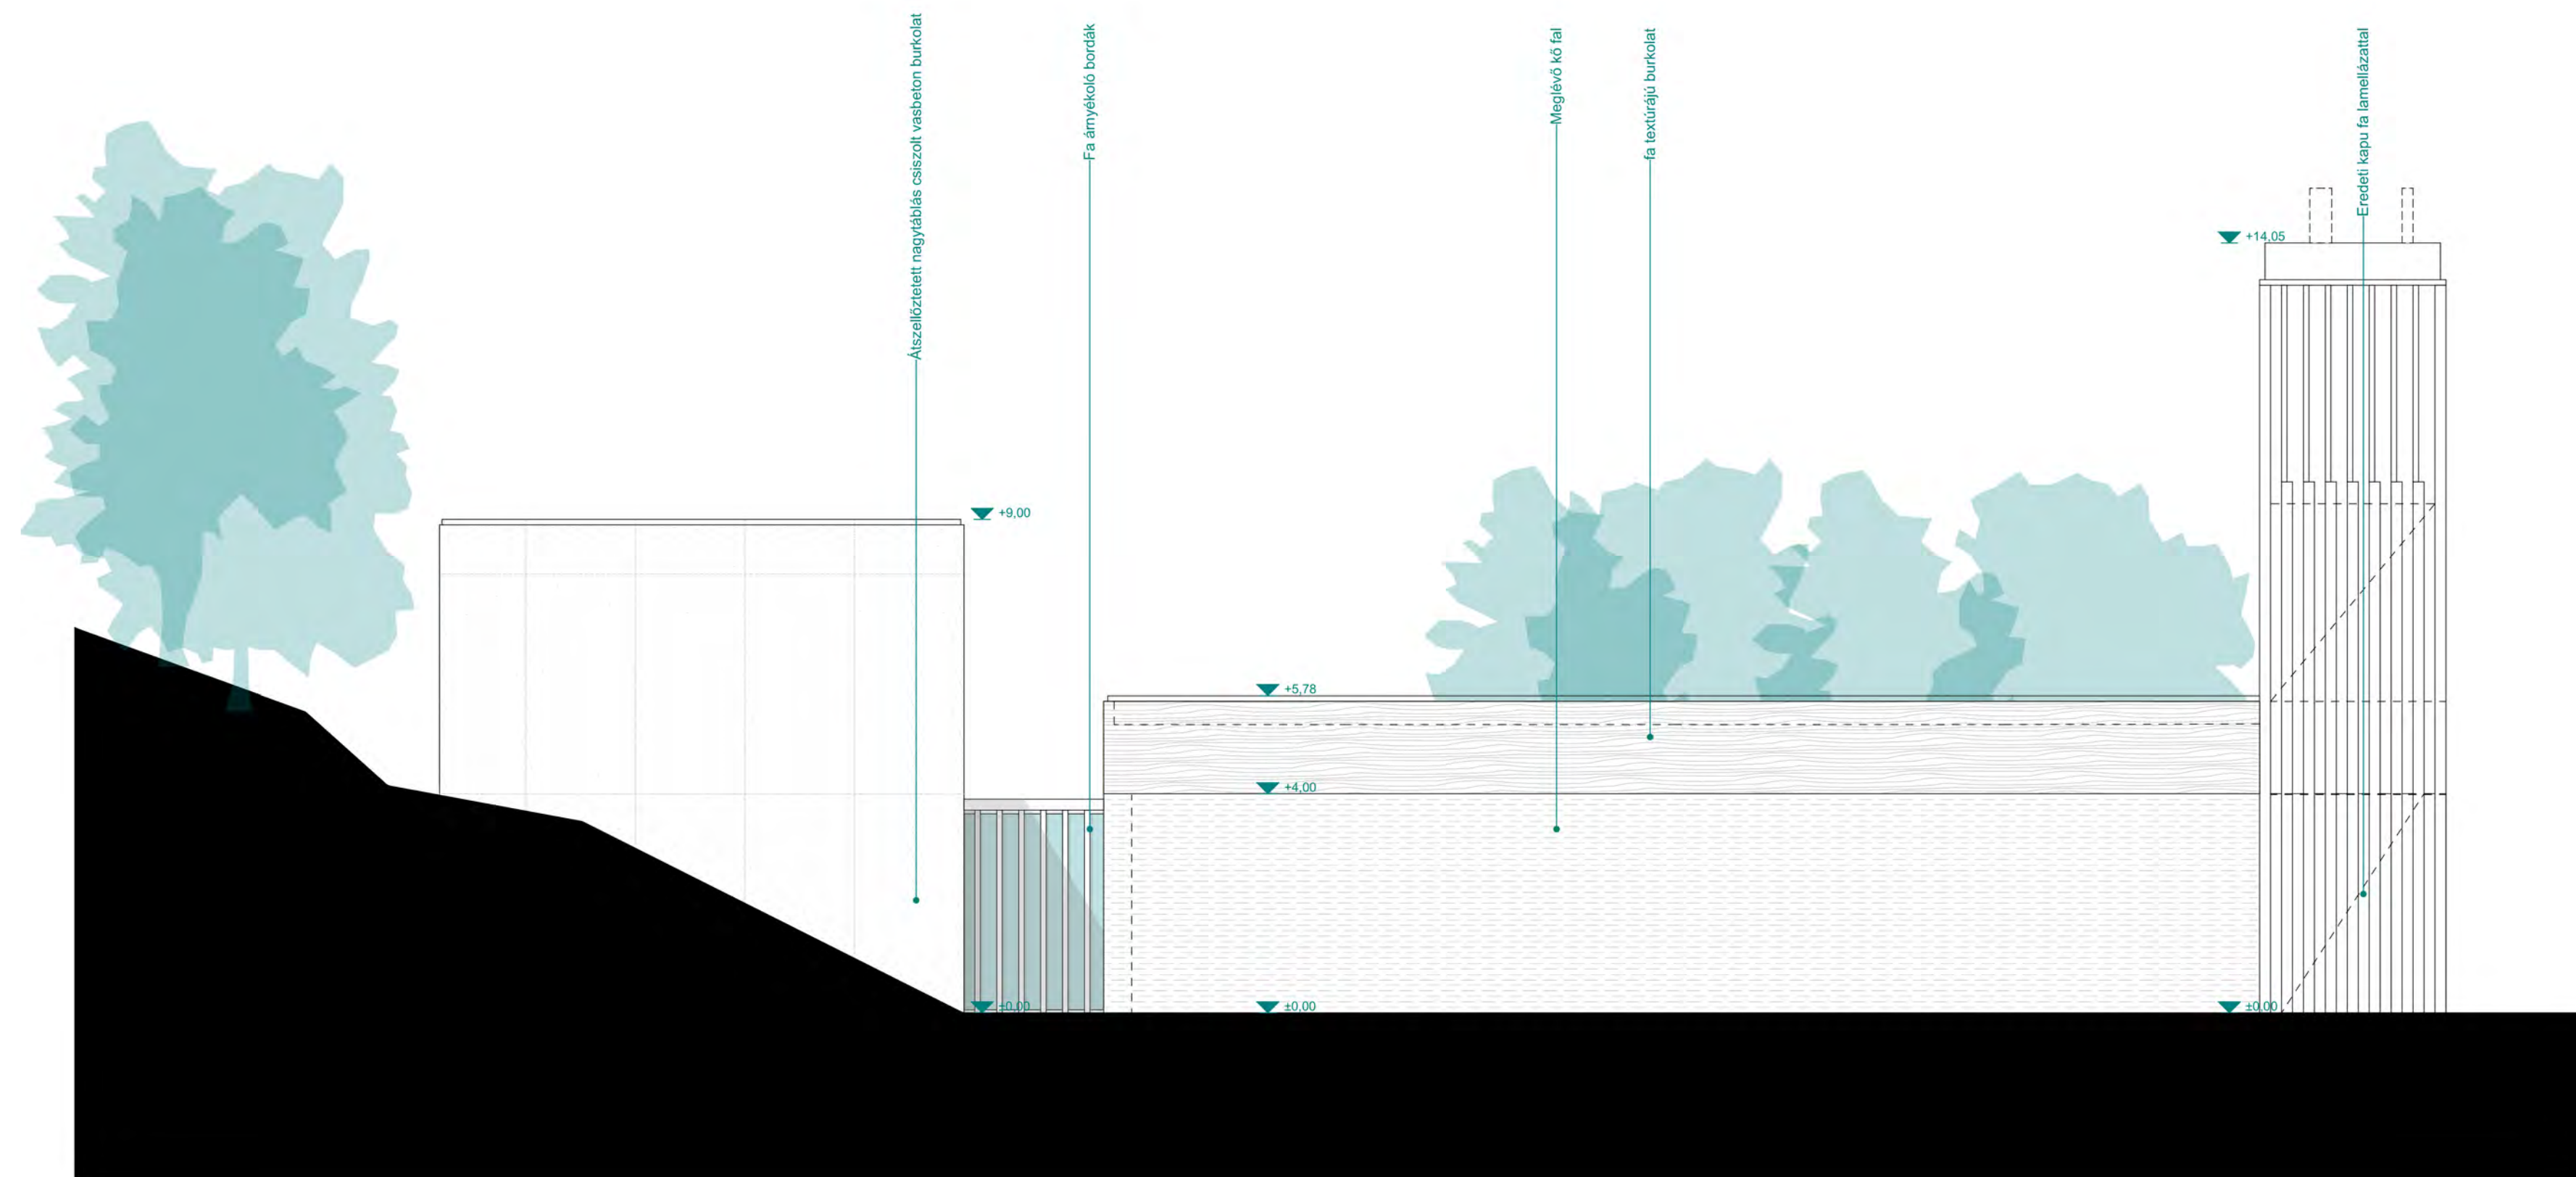 Átszellőztetett nagytáblás csiszolt vasbeton burkolat
Fa árnyékoló bordák
Meglévő kő fal
fa textúrájú burkolat
Eredeti kapu fa lamellázattal
+14,05
+9,00
+5,78
+4,00
±0,00
±0,00
±0,00